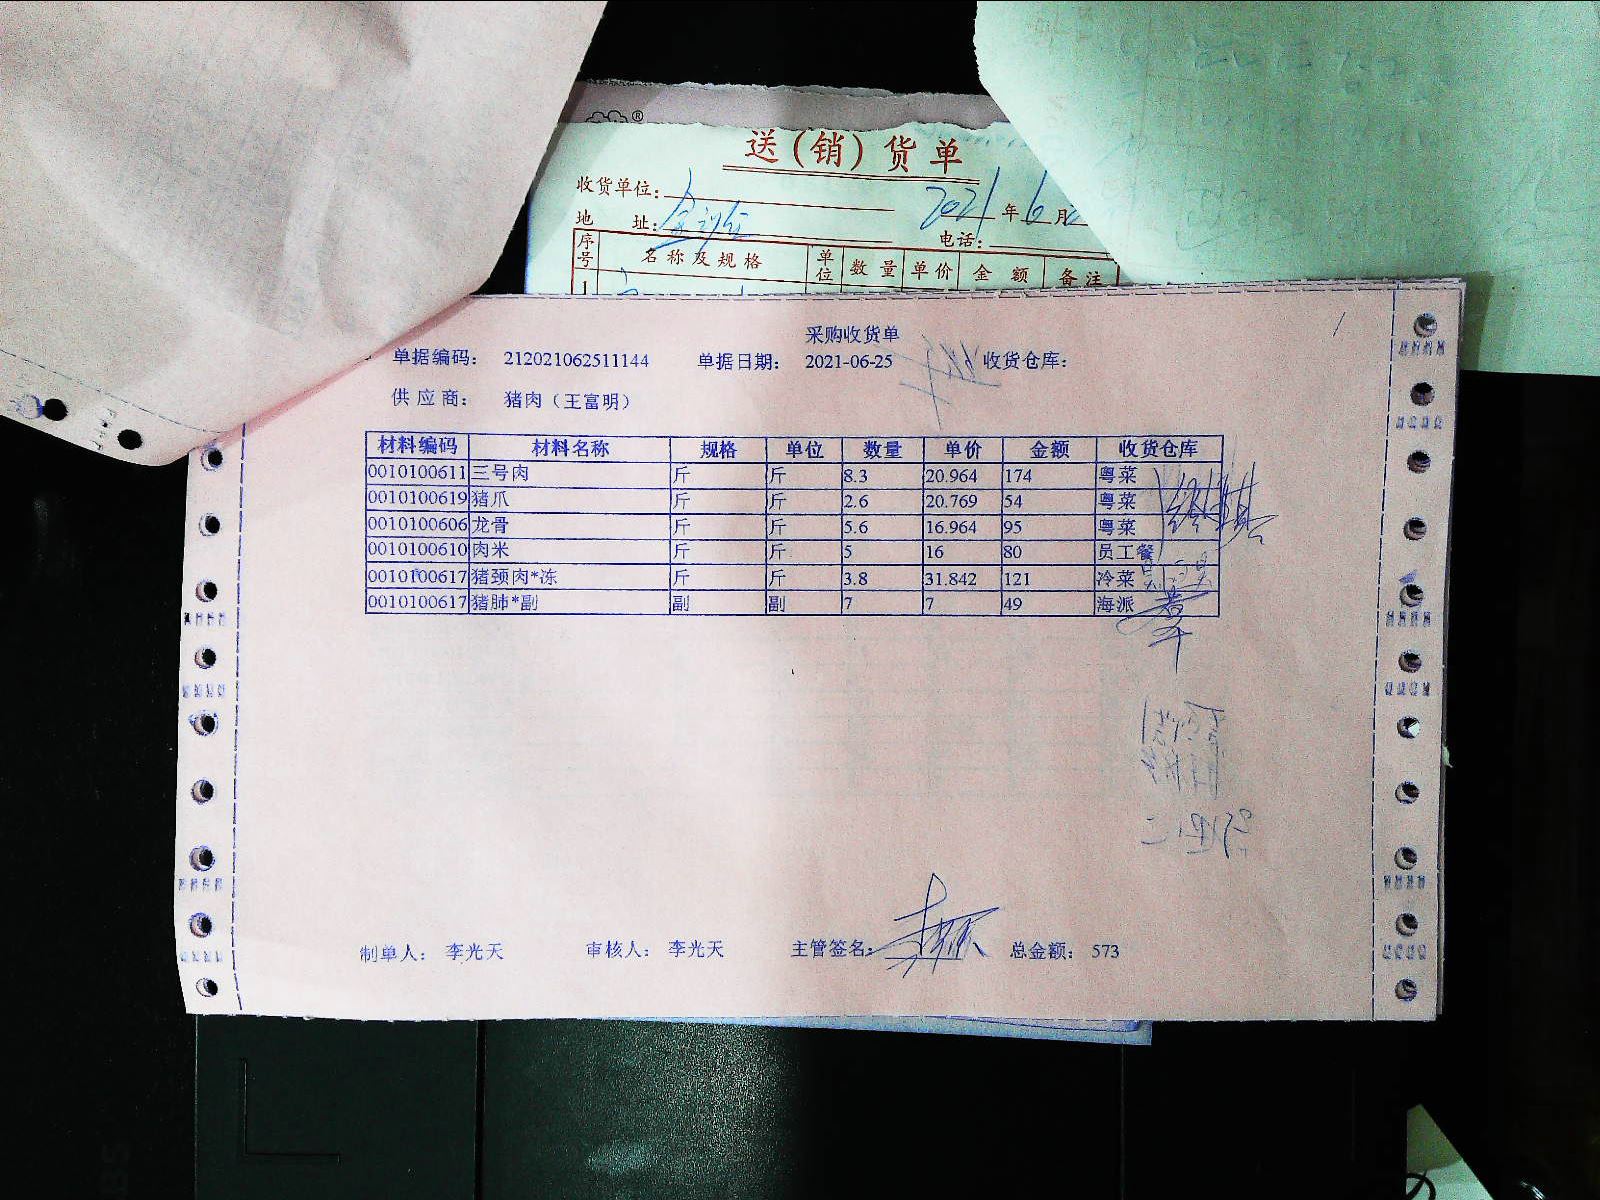 ®
送(销)货单
收货单位:
2021年6月
地 址:
电话:
序号 名称及规格 单位 数量 单价 金额 备注
1
采购收货单
单据编码: 212021062511144 单据日期: 2021-06-25 收货仓库:
供应商: 猪肉（王富明）
材料编码 材料名称 规格 单位 数量 单价 金额 收货仓库
0010100611 三号肉 斤 斤 8.3 20.964 174 粤菜
0010100619 猪爪 斤 斤 2.6 20.769 54 粤菜
0010100606 龙骨 斤 斤 5.6 16.964 95 粤菜
0010100610 肉米 斤 斤 5 16 80 员工餐
0010100617 猪颈肉*冻 斤 斤 3.8 31.842 121 冷菜
0010100617 猪肺*副 副 副 7 7 49 海派
制单人: 李光天 审核人: 李光天 主管签名: 总金额: 573